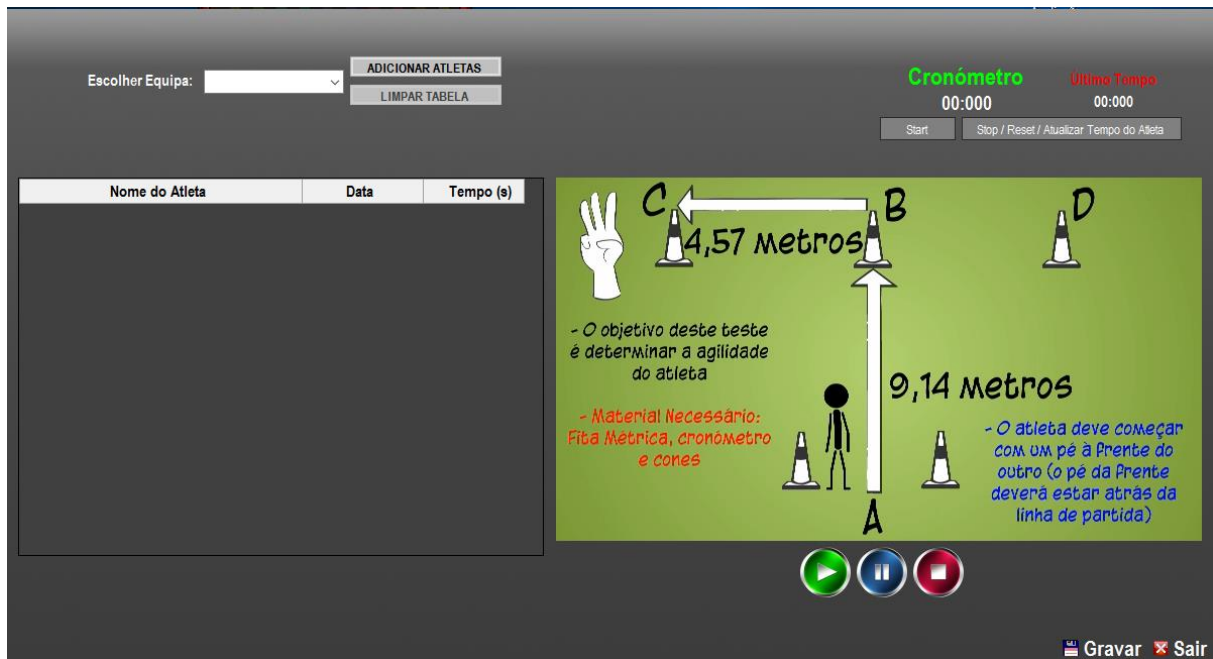 Escolher Equipa:
ADICIONAR ATLETAS
LIMPAR TABELA
Cronómetro
00:000
Último Tempo
00:000
Start
Stop / Reset / Atualizar Tempo do Atleta
Nome do Atleta
Data
Tempo (s)
C
B
D
4,57 Metros
- O objetivo deste teste
é determinar a agilidade
do atleta
- Material Necessário:
Fita Métrica, cronómetro
e cones
9,14 Metros
- O atleta deve começar
com um pé à frente do
outro (o pé da frente
deverá estar atrás da
linha de partida)
A
Gravar
Sair